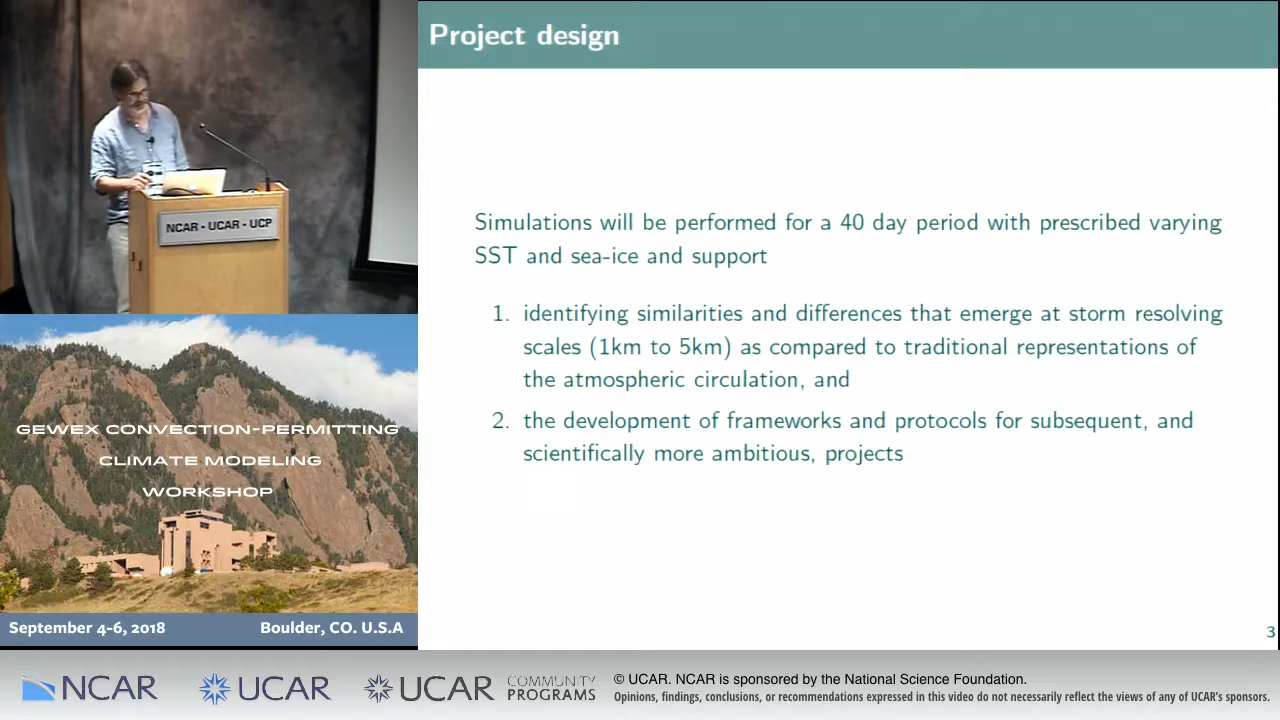 Project design
Simulations will be performed for a 40 day period with prescribed varying
SST and sea-ice and support
1. identifying similarities and differences that emerge at storm resolving
scales (1km to 5km) as compared to traditional representations of
the atmospheric circulation, and
2. the development of frameworks and protocols for subsequent, and
scientifically more ambitious, projects
3
NCAR • UCAR • UCP
GEWEX CONVECTION-PERMITTING
CLIMATE MODELING
WORKSHOP
September 4-6, 2018
Boulder, CO. U.S.A
NCAR
UCAR
UCAR
COMMUNITY
PROGRAMS
© UCAR. NCAR is sponsored by the National Science Foundation.
Opinions, findings, conclusions, or recommendations expressed in this video do not necessarily reflect the views of any of UCAR's sponsors.